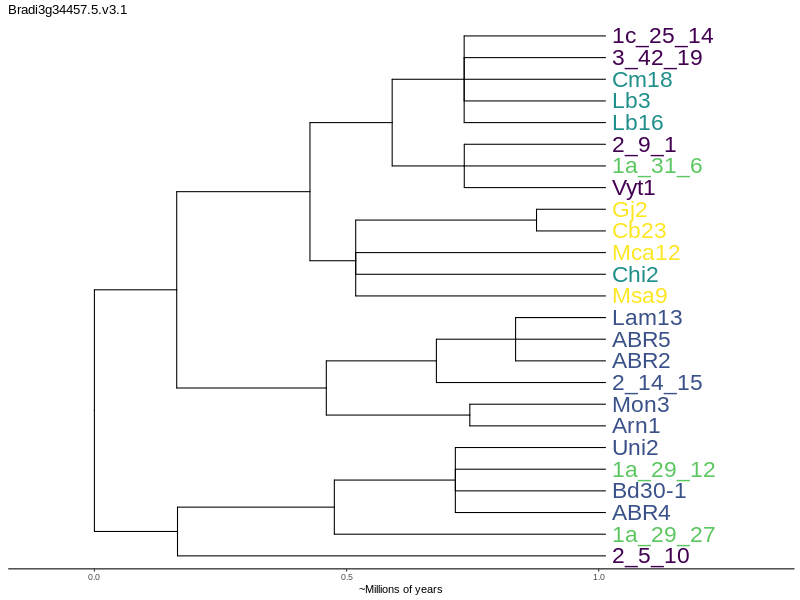 Bradi3g34457.5.v3.1
1c_25_14
3_42_19
Cm18
Lb3
Lb16
2_9_1
1a_31_6
Vyt1
Gj2
Cb23
Mca12
Chi2
Msa9
Lam13
ABR5
ABR2
2_14_15
Mon3
Arn1
Uni2
1a_29_12
Bd30-1
ABR4
1a_29_27
2_5_10
0.0 0.5 1.0
~Millions of years